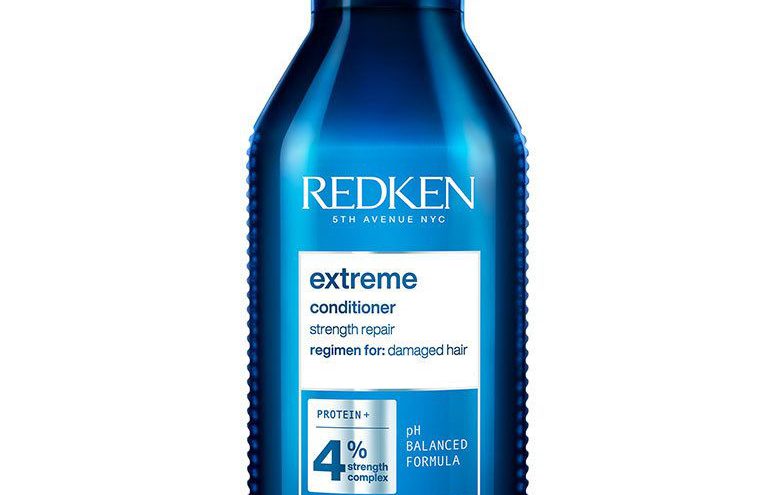 REDKEN
5TH AVENUE NYC
extreme
conditioner
strength repair
regimen for: damaged hair
PROTEIN +
4%
strength
complex
pH
BALANCED
FORMULA